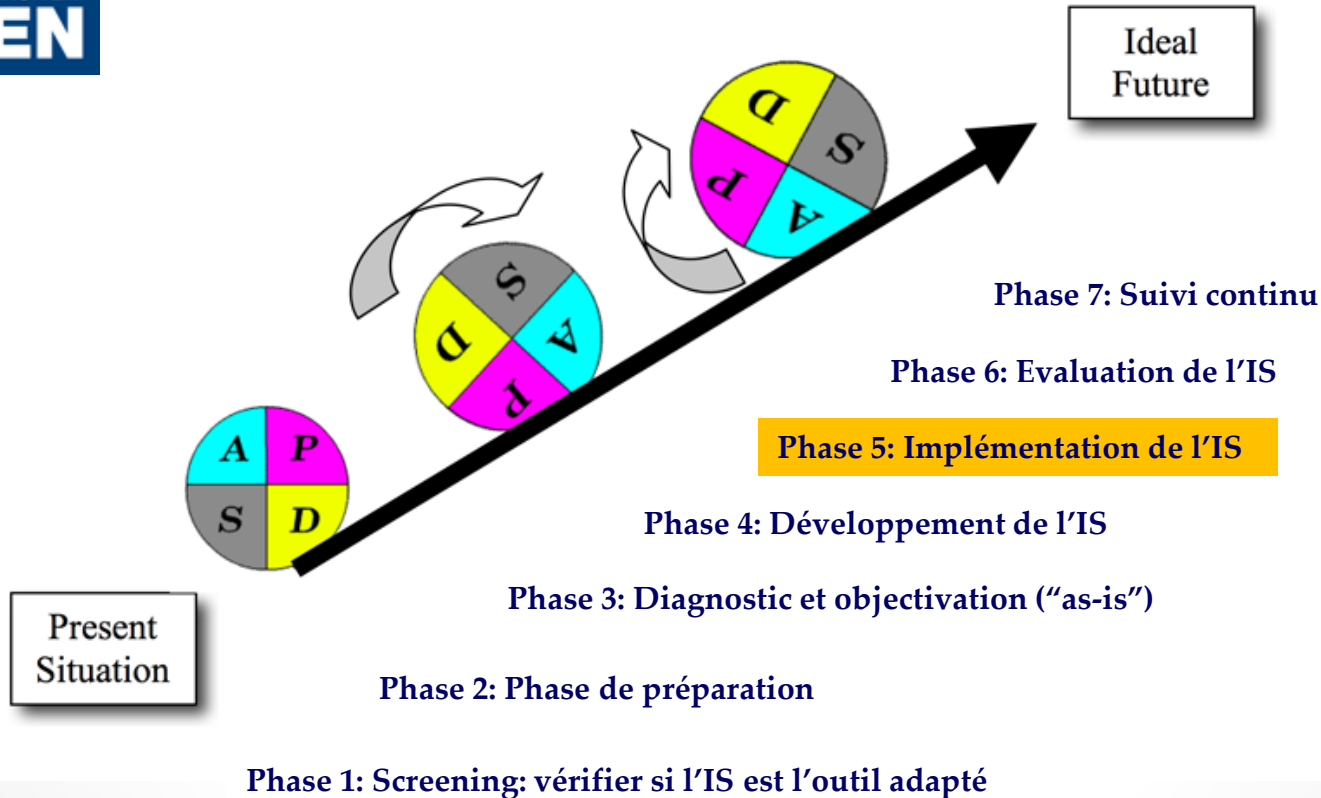 EN
Ideal
Future
D
S
P
A
S
D
A
P
A
P
S
D
Phase 7: Suivi continu
Phase 6: Evaluation de l’IS
Phase 5: Implémentation de l’IS
Phase 4: Développement de l’IS
Phase 3: Diagnostic et objectivation (“as-is”)
Present
Situation
Phase 2: Phase de préparation
Phase 1: Screening: vérifier si l’IS est l’outil adapté